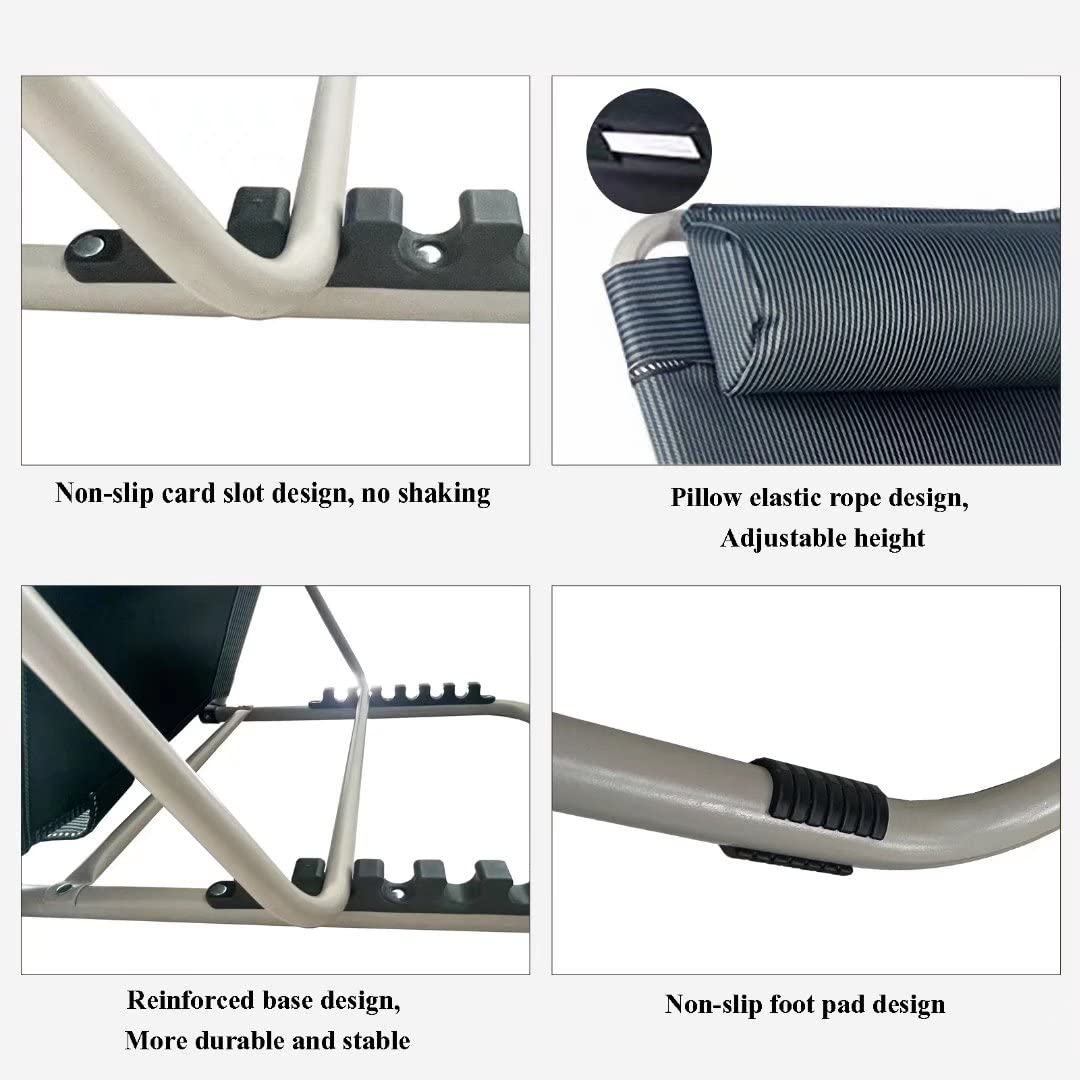 Non-slip card slot design, no shaking
Pillow elastic rope design,
Adjustable height
Reinforced base design,
More durable and stable
Non-slip foot pad design